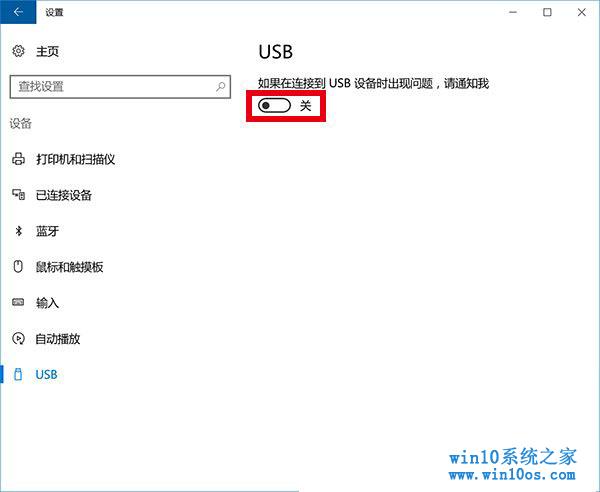 设置
主页
查找设置
设备
打印机和扫描仪
已连接设备
蓝牙
鼠标和触摸板
输入
自动播放
USB
USB
如果在连接到 USB 设备时出现问题，请通知我
关
win10系统之家
www.win10os.com